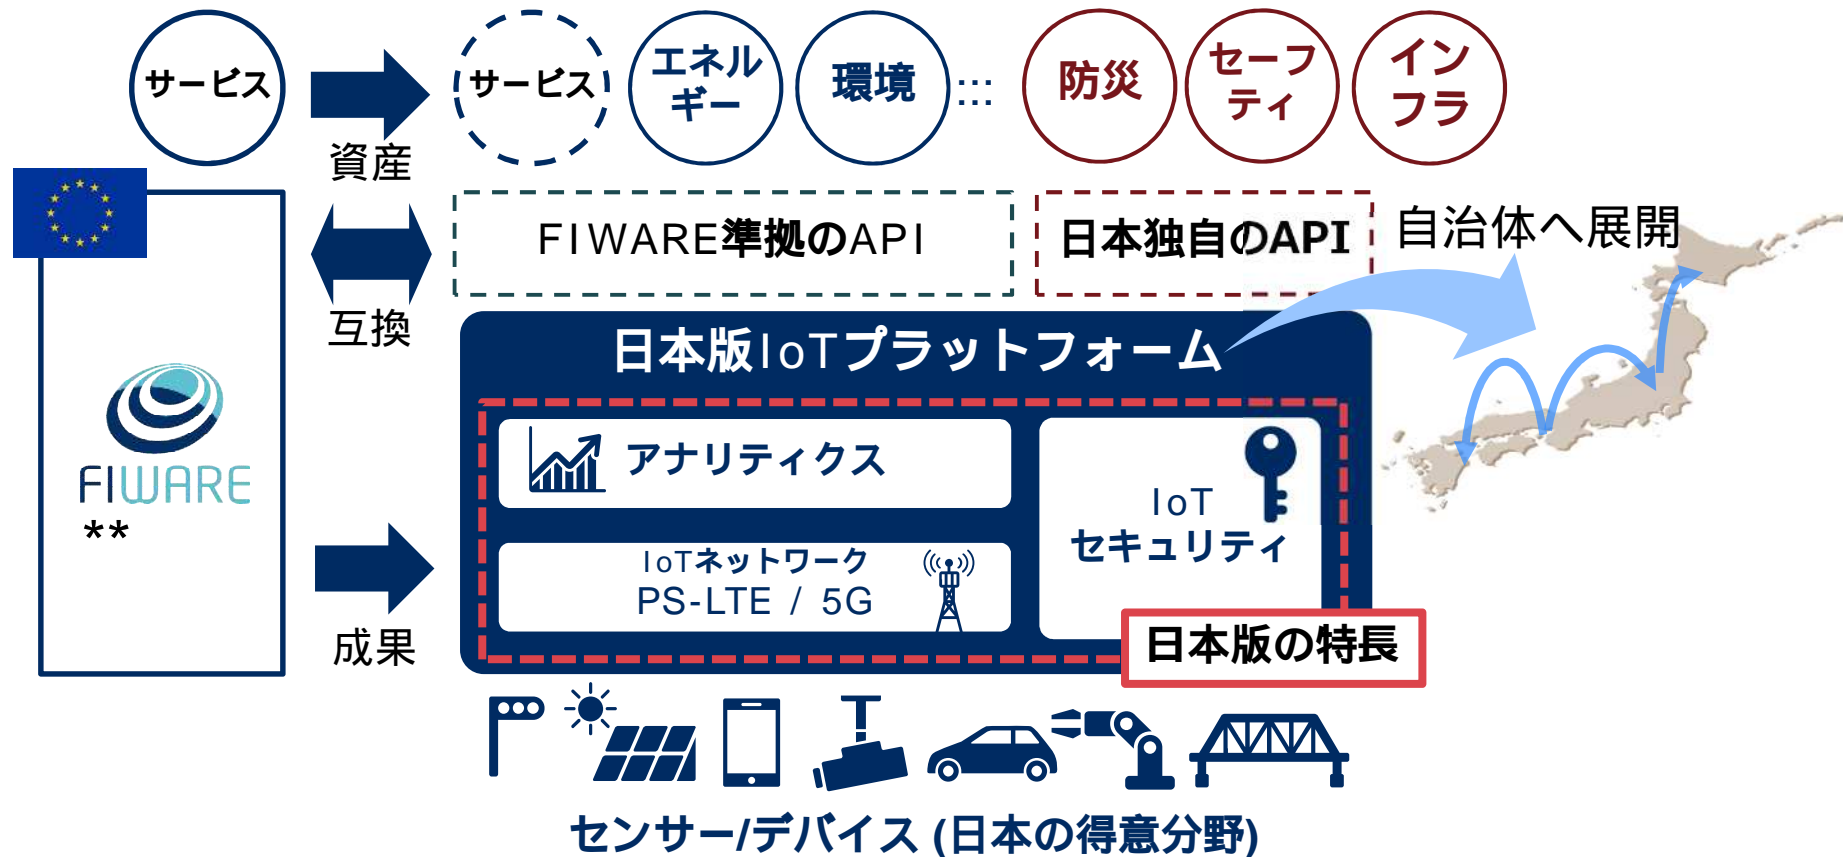 サービス
資産
サービス
エネル
ギー
環境
…
…
防災
セーフ
ティ
イン
フラ
互換
FIWARE準拠のAPI
日本独自のAPI
自治体へ展開
FIWARE
**
成果
日本版IoTプラットフォーム
アナリティクス
IoTネットワーク
PS-LTE / 5G
IoT
セキュリティ
日本版の特長
センサー/デバイス (日本の得意分野)